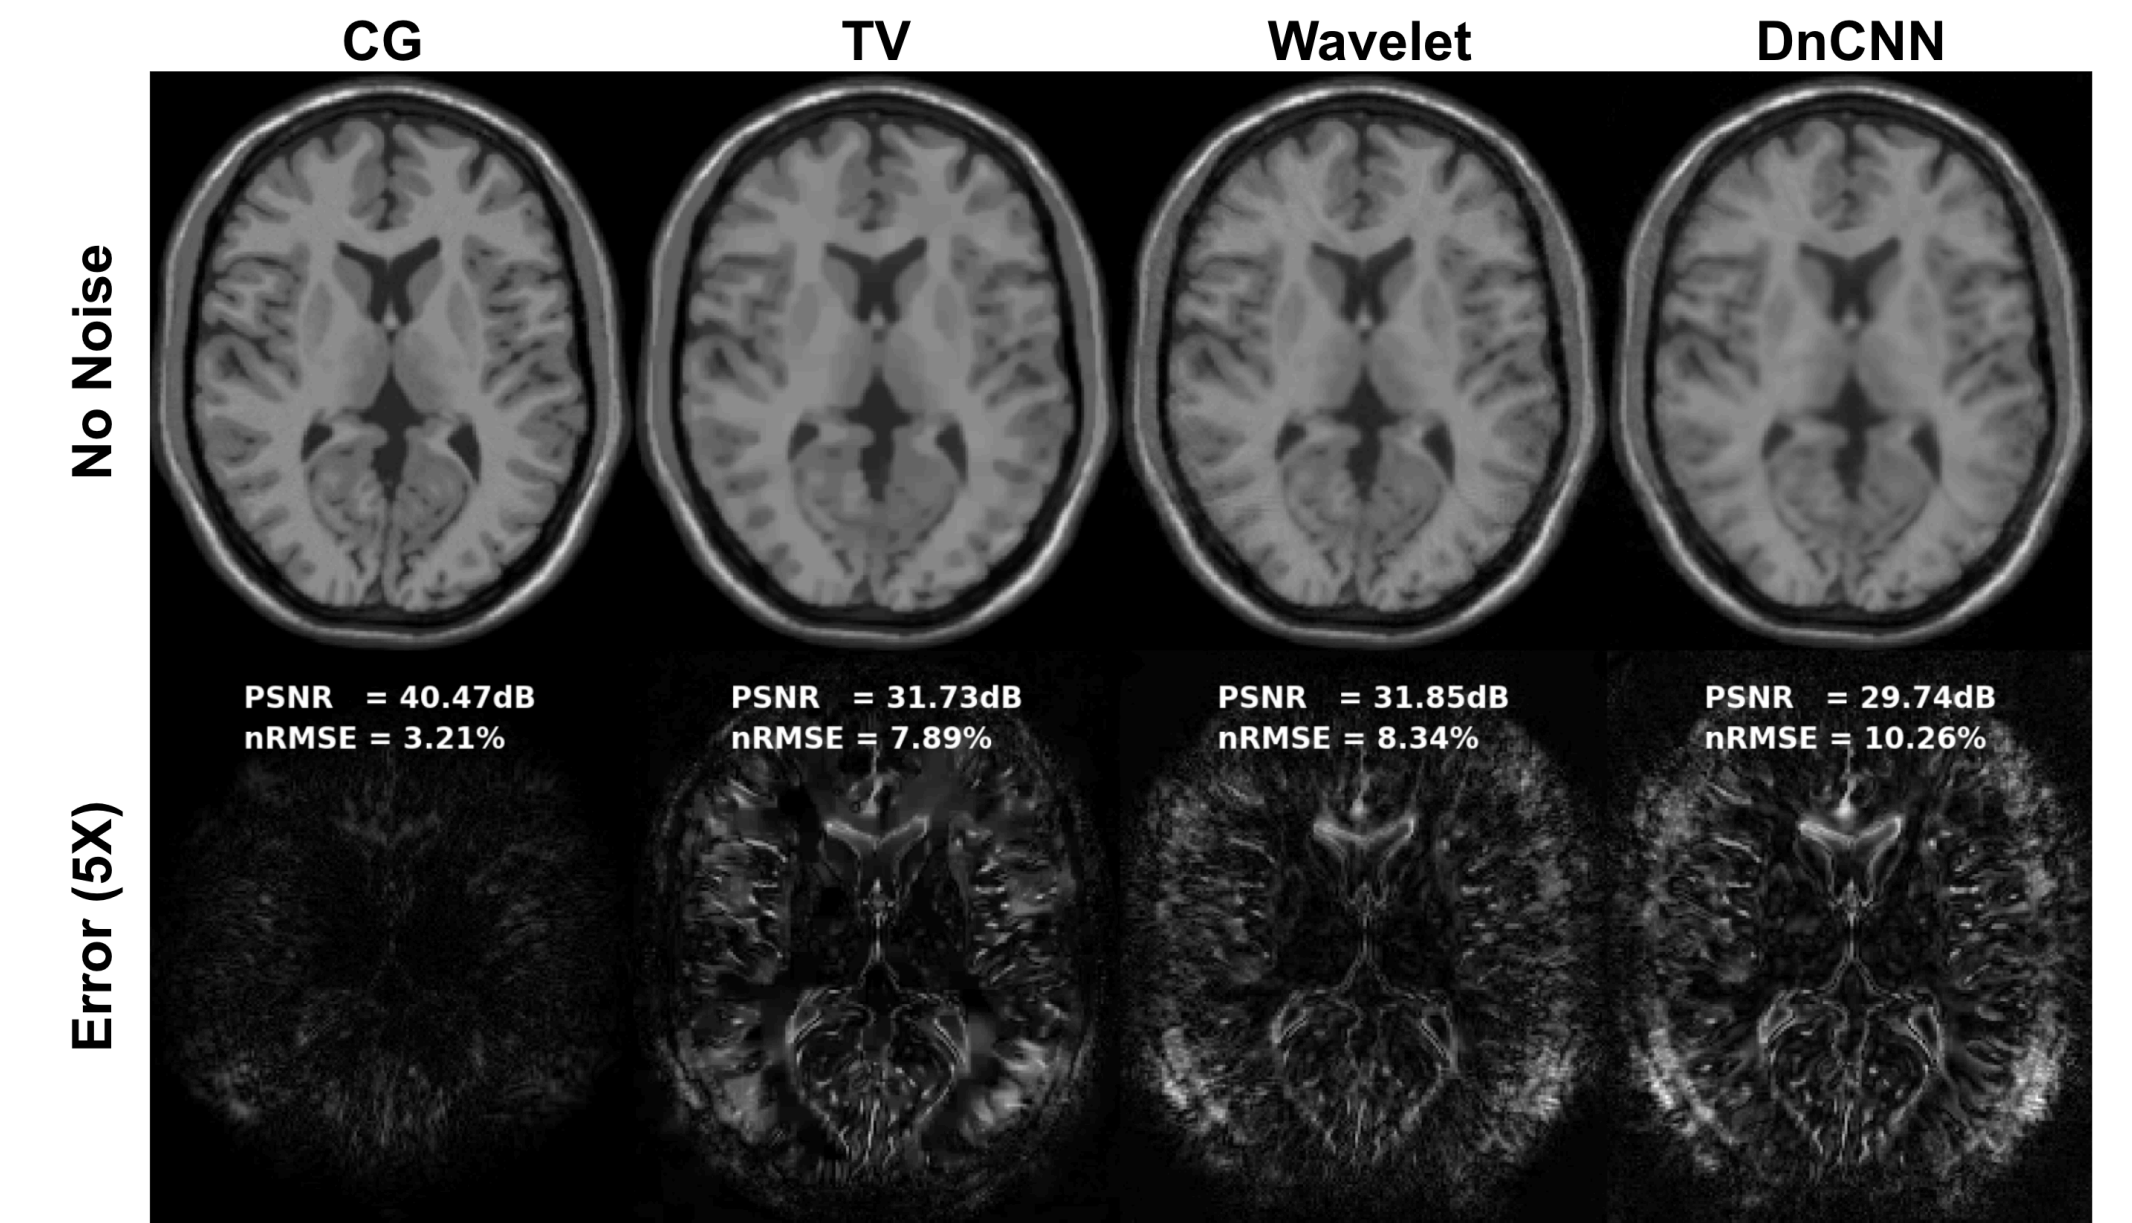 CG TV Wavelet DnCNN
No Noise
Error (5X)
PSNR = 40.47dB
nRMSE = 3.21%
PSNR = 31.73dB
nRMSE = 7.89%
PSNR = 31.85dB
nRMSE = 8.34%
PSNR = 29.74dB
nRMSE = 10.26%